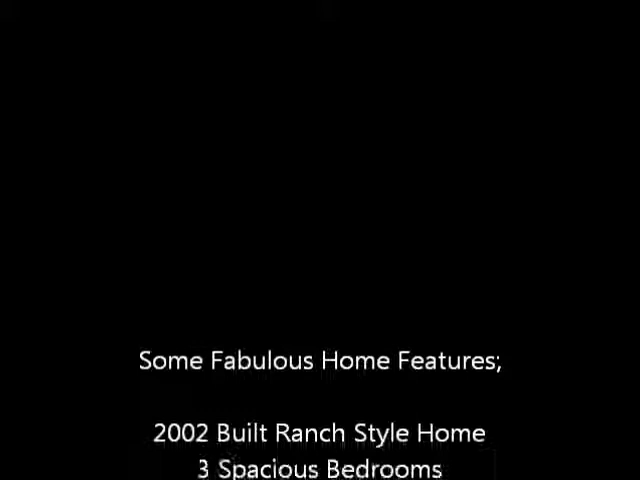 Some Fabulous Home Features;
2002 Built Ranch Style Home
3 Spacious Bedrooms